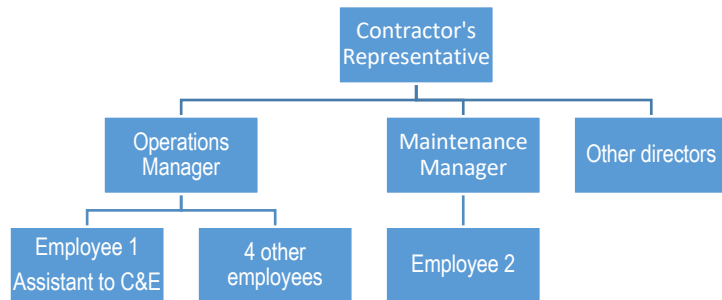 Contractor's
Representative
Operations
Manager
Maintenance
Manager
Other directors
Employee 1
Assistant to C&E
4 other
employees
Employee 2